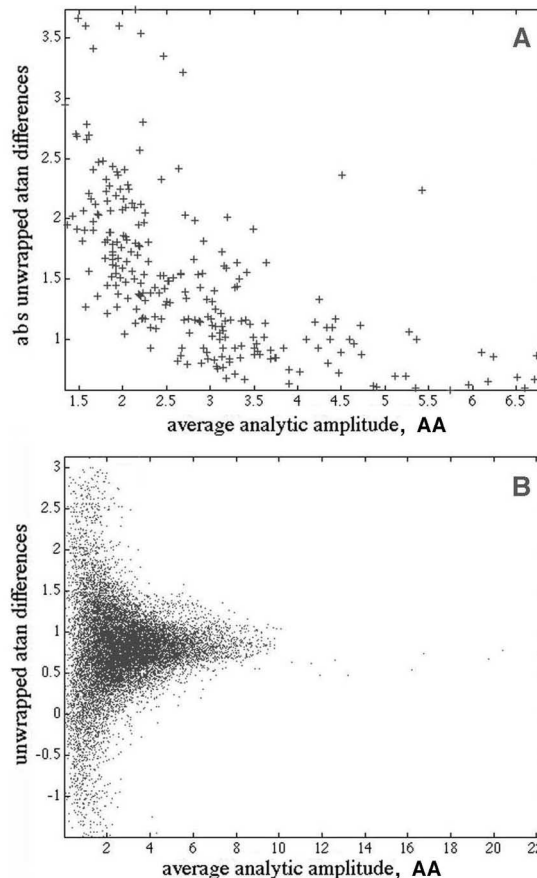 A
abs unwrapped atan differences
3.5
3
2.5
2
1.5
1
1.5 2 2.5 3 3.5 4 4.5 5 5.5 6 6.5
average analytic amplitude, AA
B
unwrapped atan differences
3
2.5
2
1.5
1
0.5
0
-0.5
-1
2 4 6 8 10 12 14 16 18 20 22
average analytic amplitude, AA